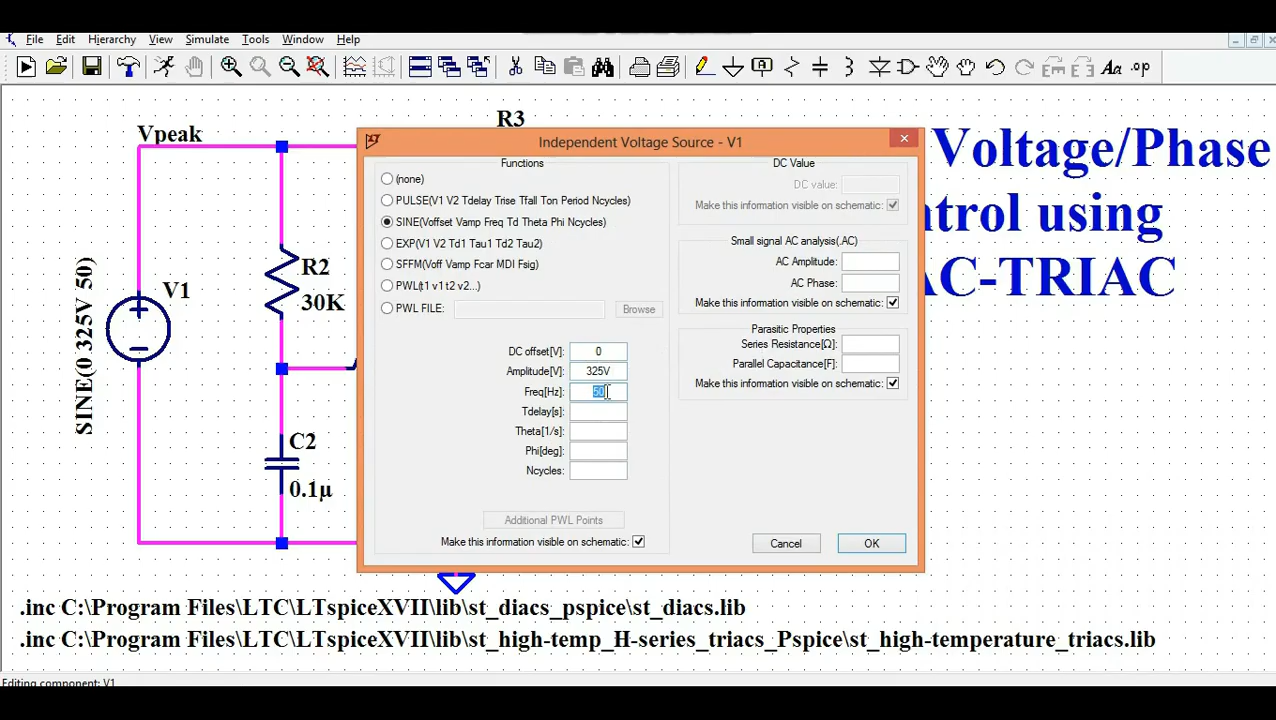 File Edit Hierarchy View Simulate Tools Window Help
Aa .op
Vpeak
R3
Voltage/Phase
ntrol using
AC-TRIAC
R2
30K
V1
SINE(0 325V 50)
C2
0.1µ
Independent Voltage Source - V1
Functions
(none)
PULSE(V1 V2 Tdelay Trise Tfall Ton Period Ncycles)
SINE(Voffset Vamp Freq Td Theta Phi Ncycles)
EXP(V1 V2 Td1 Tau1 Td2 Tau2)
SFFM(Voff Vamp Fcar MDI Fsig)
PWL(t1 v1 t2 v2...)
PWL FILE: Browse
DC offset[V]: 0
Amplitude[V]: 325V
Freq[Hz]: 50
Tdelay[s]:
Theta[1/s]:
Phi[deg]:
Ncycles:
Additional PWL Points
Make this information visible on schematic:
DC Value
DC value:
Make this information visible on schematic:
Small signal AC analysis(.AC)
AC Amplitude:
AC Phase:
Make this information visible on schematic:
Parasitic Properties
Series Resistance[Ω]:
Parallel Capacitance[F]:
Make this information visible on schematic:
Cancel OK
.inc C:\Program Files\LTC\LTspiceXVII\lib\st_diacs_pspice\st_diacs.lib
.inc C:\Program Files\LTC\LTspiceXVII\lib\st_high-temp_H-series_triacs_Pspice\st_high-temperature_triacs.lib
Editing component: V1